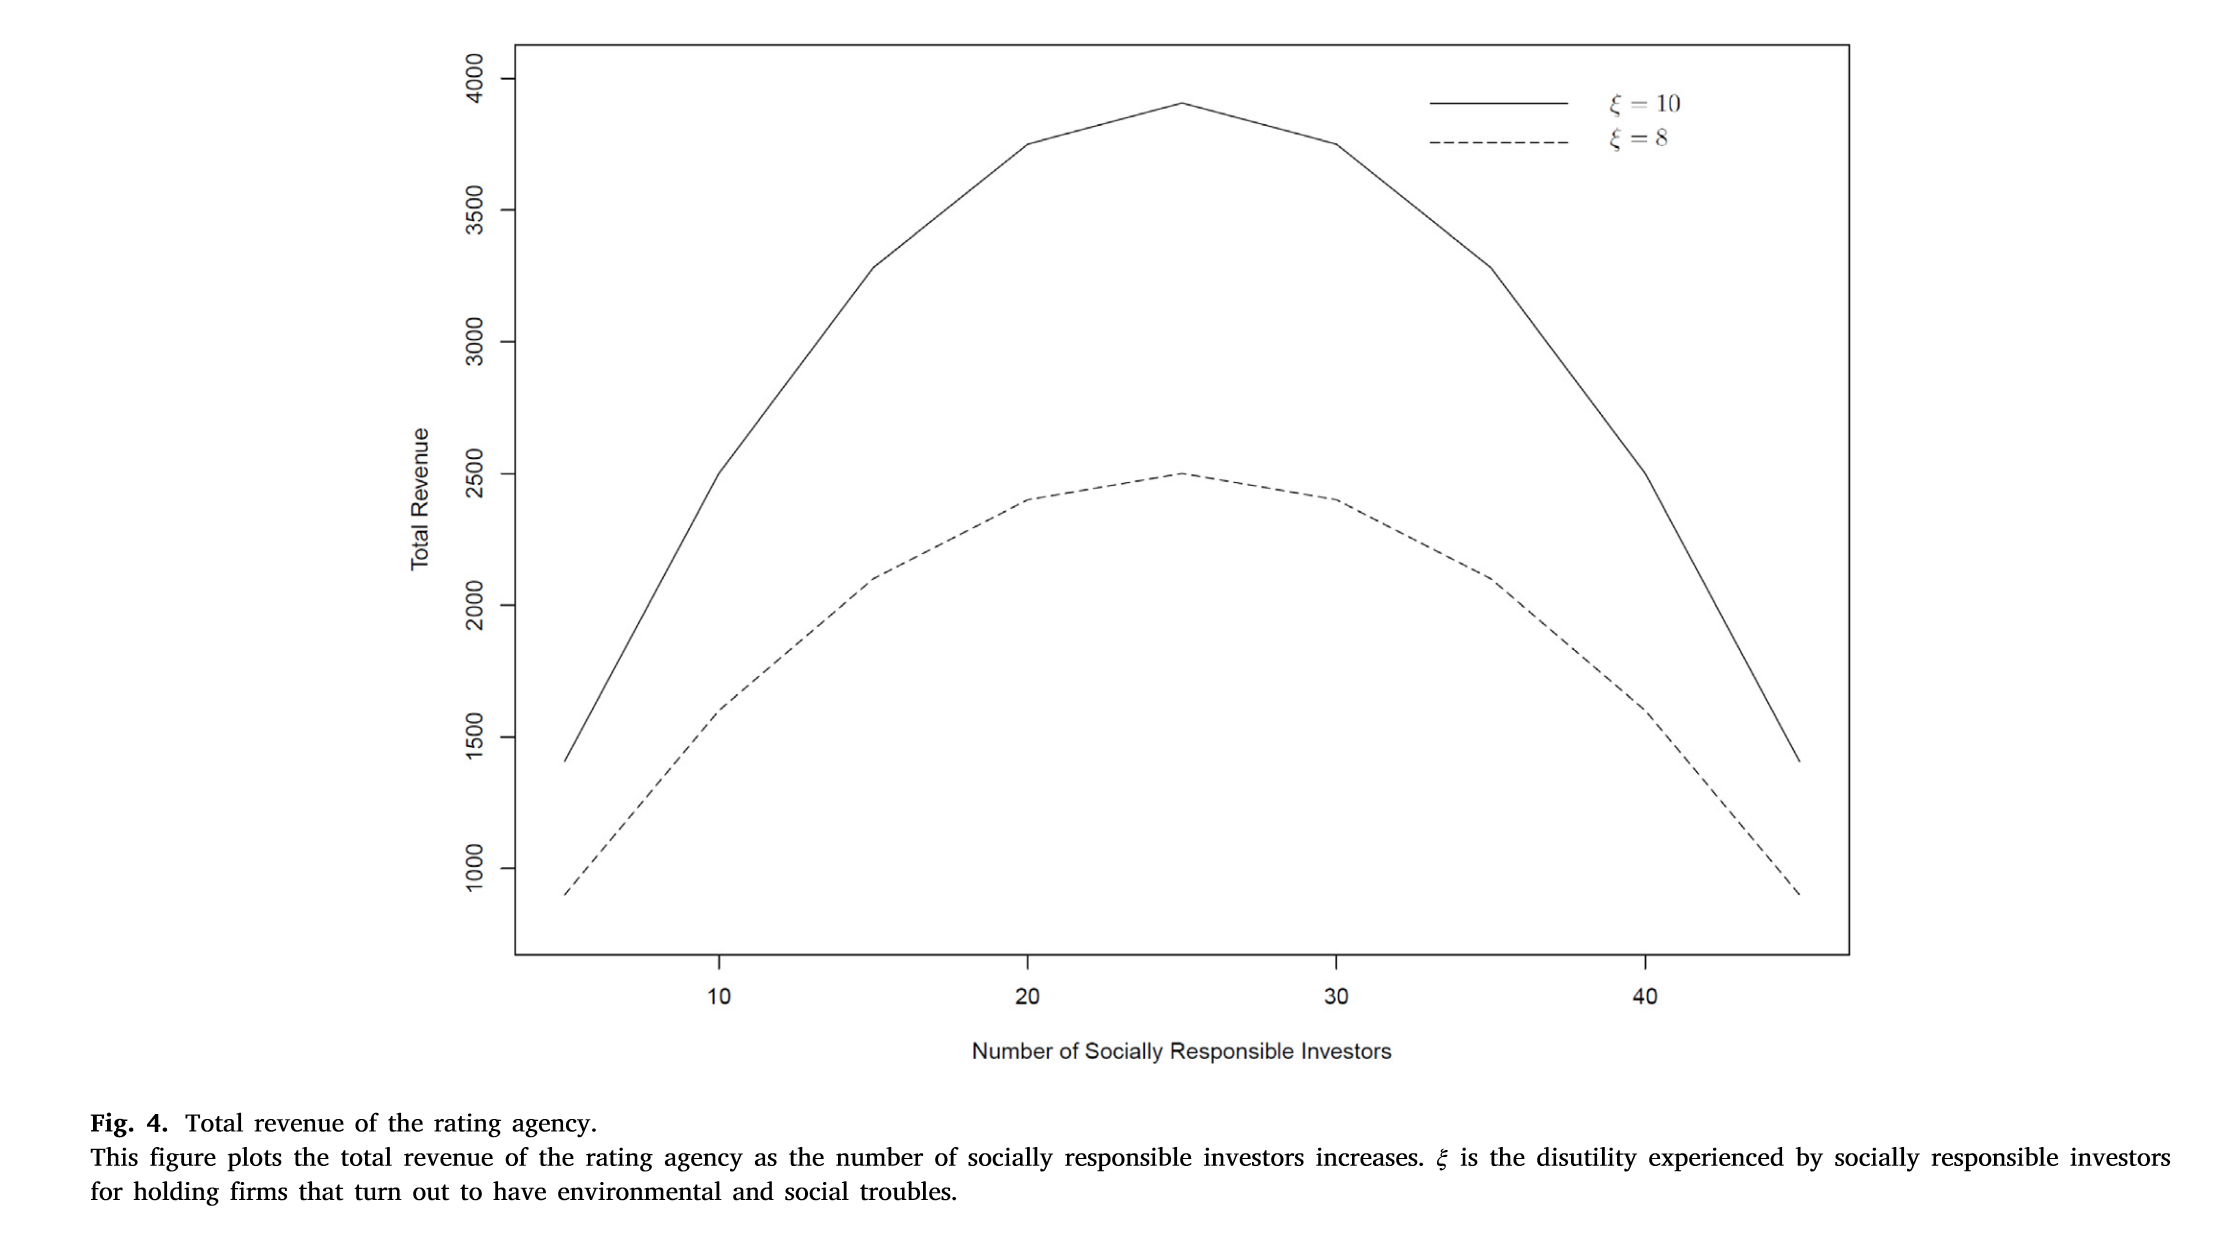 4000
3500
3000
2500
2000
1500
1000
Total Revenue
ξ = 10
ξ = 8
10 20 30 40
Number of Socially Responsible Investors
Fig. 4. Total revenue of the rating agency.
This figure plots the total revenue of the rating agency as the number of socially responsible investors increases. ξ is the disutility experienced by socially responsible investors
for holding firms that turn out to have environmental and social troubles.